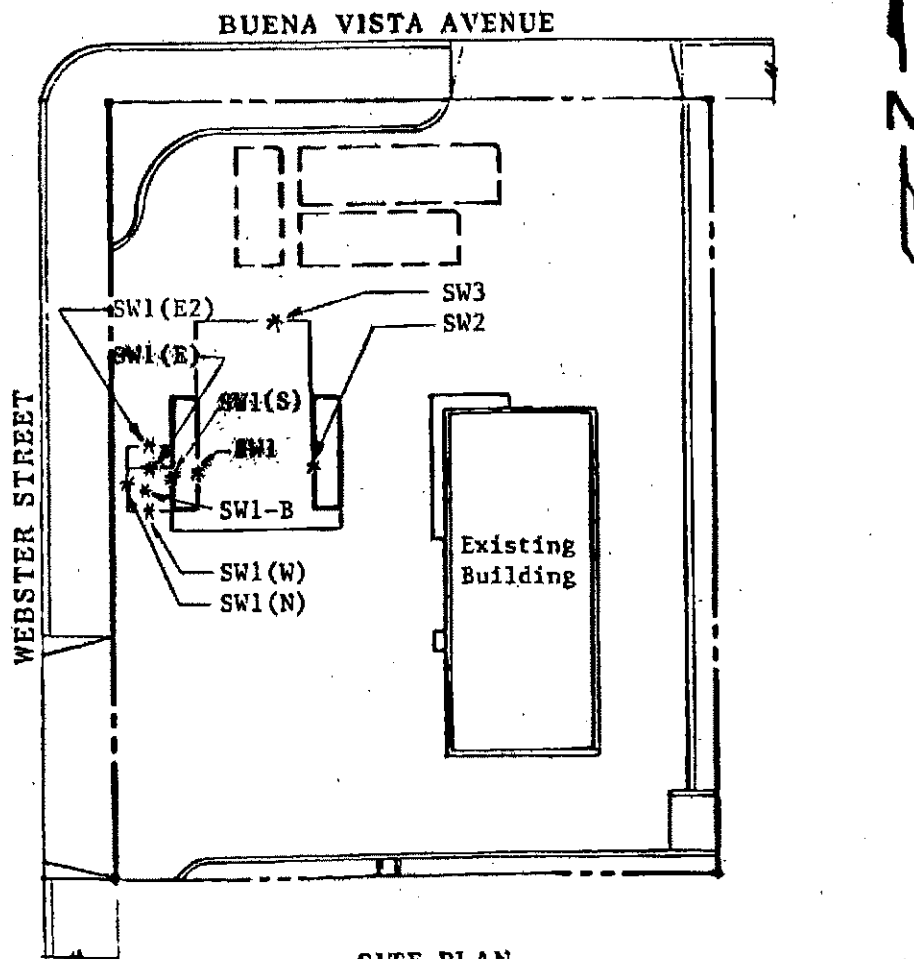 BUENA VISTA AVENUE
N
SW3
SW1(E2)
SW2
SW1(E)
SW1(S)
SW1
SW1-B
Existing
Building
SW1(W)
SW1(N)
WEBSTER STREET
SITE PLAN